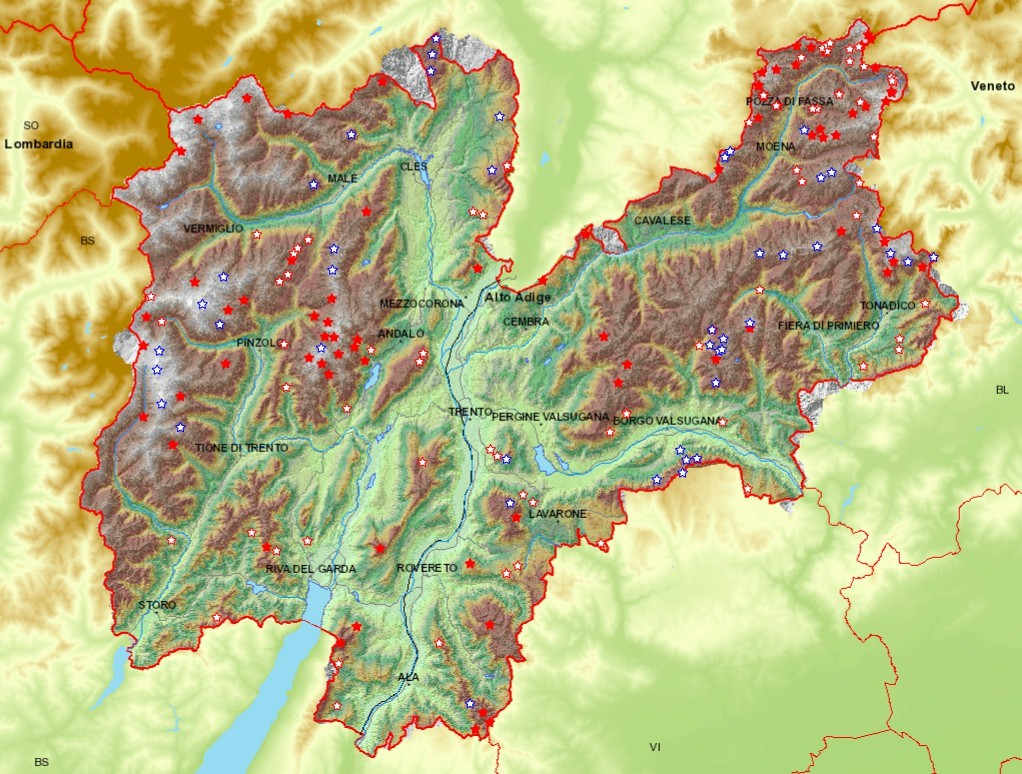 Veneto
POZZA DI FASSA
SO
Lombardia
MOENA
CLES
MALE
CAVALESE
VERMIGLIO
BS
Alto Adige
MEZZOCORONA
TONADICO
CEMBRA
FIERA DI PRIMIERO
ANDALO
PINZOLO
BL
TRENTO
PERGINE VALSUGANA
BORGO VALSUGANA
TIONE DI TRENTO
LAVARONE
RIVA DEL GARDA
ROVERETO
STORO
ALA
VI
BS